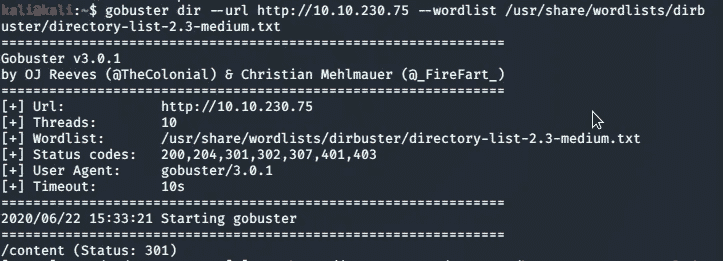 kali@kali:~$ gobuster dir --url http://10.10.230.75 --wordlist /usr/share/wordlists/dirb
uster/directory-list-2.3-medium.txt
===============================================================
Gobuster v3.0.1
by OJ Reeves (@TheColonial) & Christian Mehlmauer (@_FireFart_)
===============================================================
[+] Url:            http://10.10.230.75
[+] Threads:        10
[+] Wordlist:       /usr/share/wordlists/dirbuster/directory-list-2.3-medium.txt
[+] Status codes:   200,204,301,302,307,401,403
[+] User Agent:     gobuster/3.0.1
[+] Timeout:        10s
===============================================================
2020/06/22 15:33:21 Starting gobuster
===============================================================
/content (Status: 301)